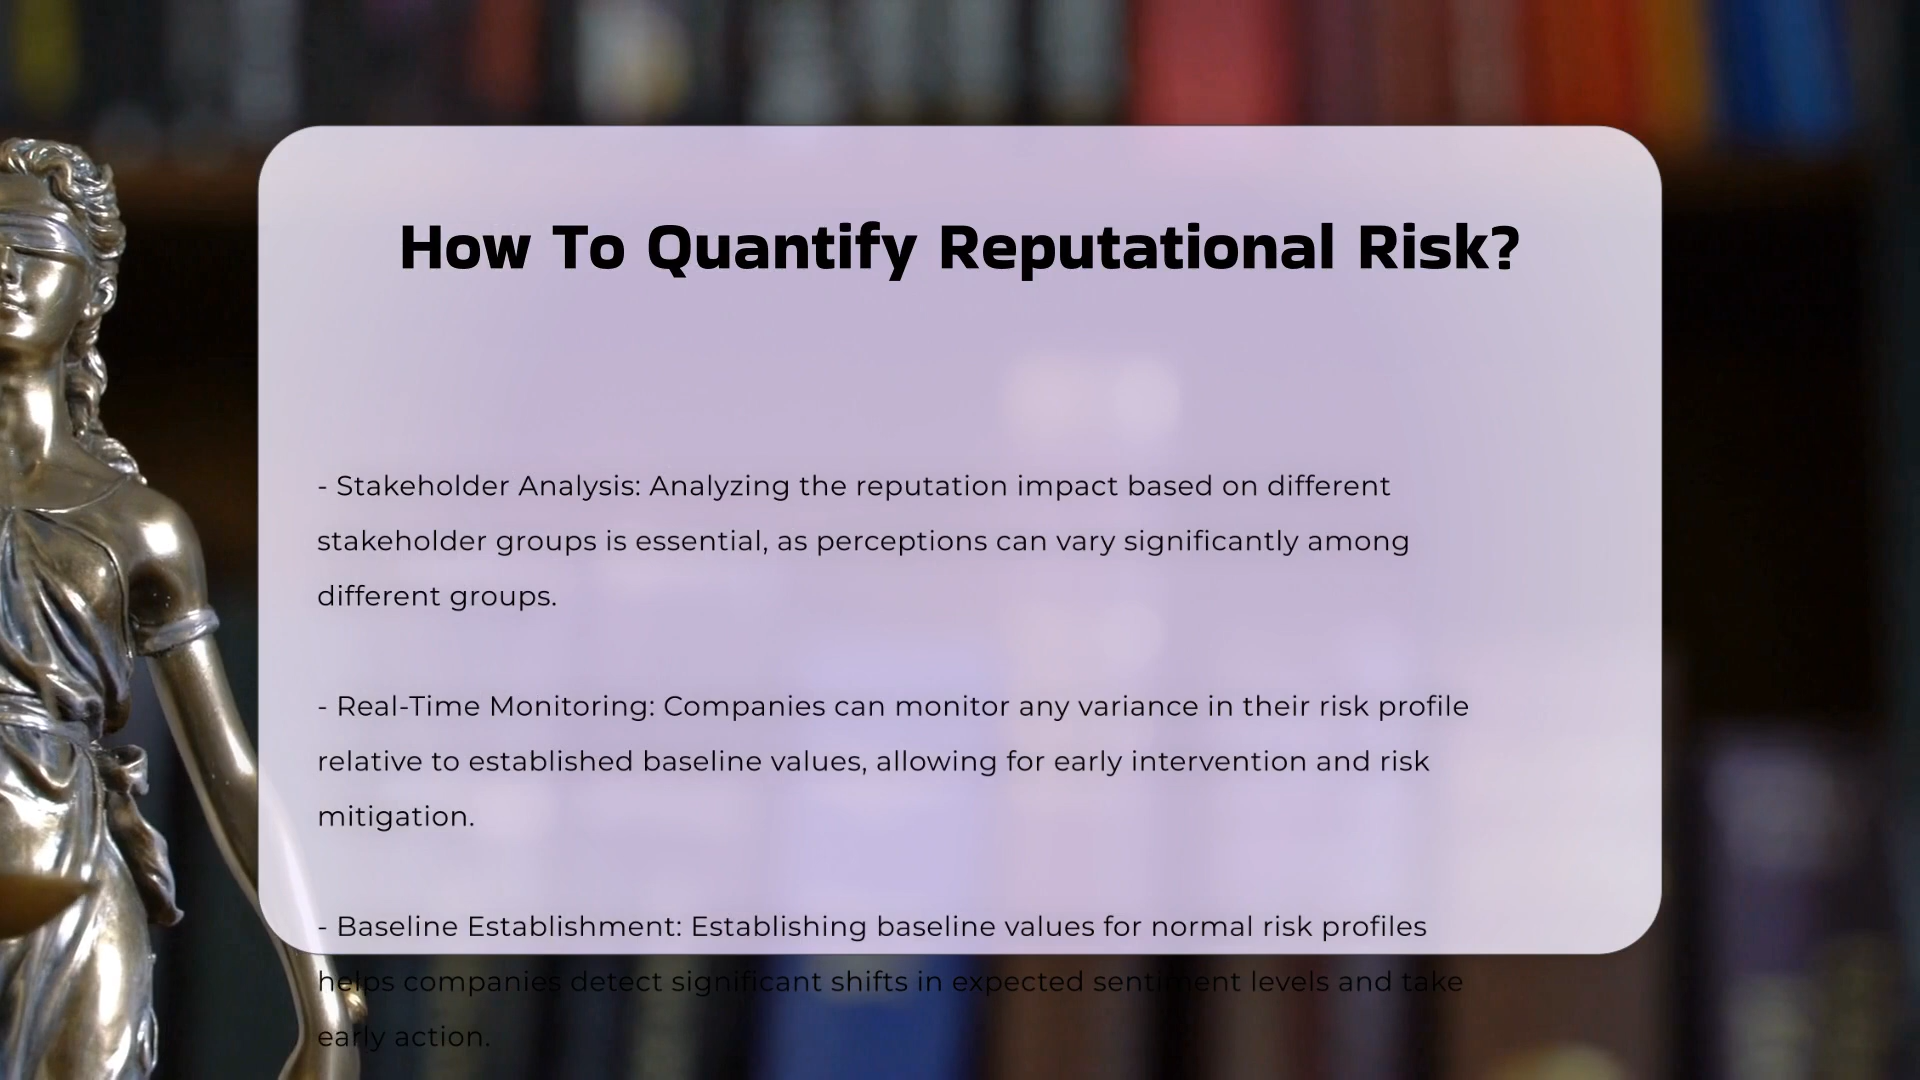 How To Quantify Reputational Risk?
- Stakeholder Analysis: Analyzing the reputation impact based on different
stakeholder groups is essential, as perceptions can vary significantly among
different groups.
- Real-Time Monitoring: Companies can monitor any variance in their risk profile
relative to established baseline values, allowing for early intervention and risk
mitigation.
- Baseline Establishment: Establishing baseline values for normal risk profiles
helps companies detect significant shifts in expected sentiment levels and take
early action.